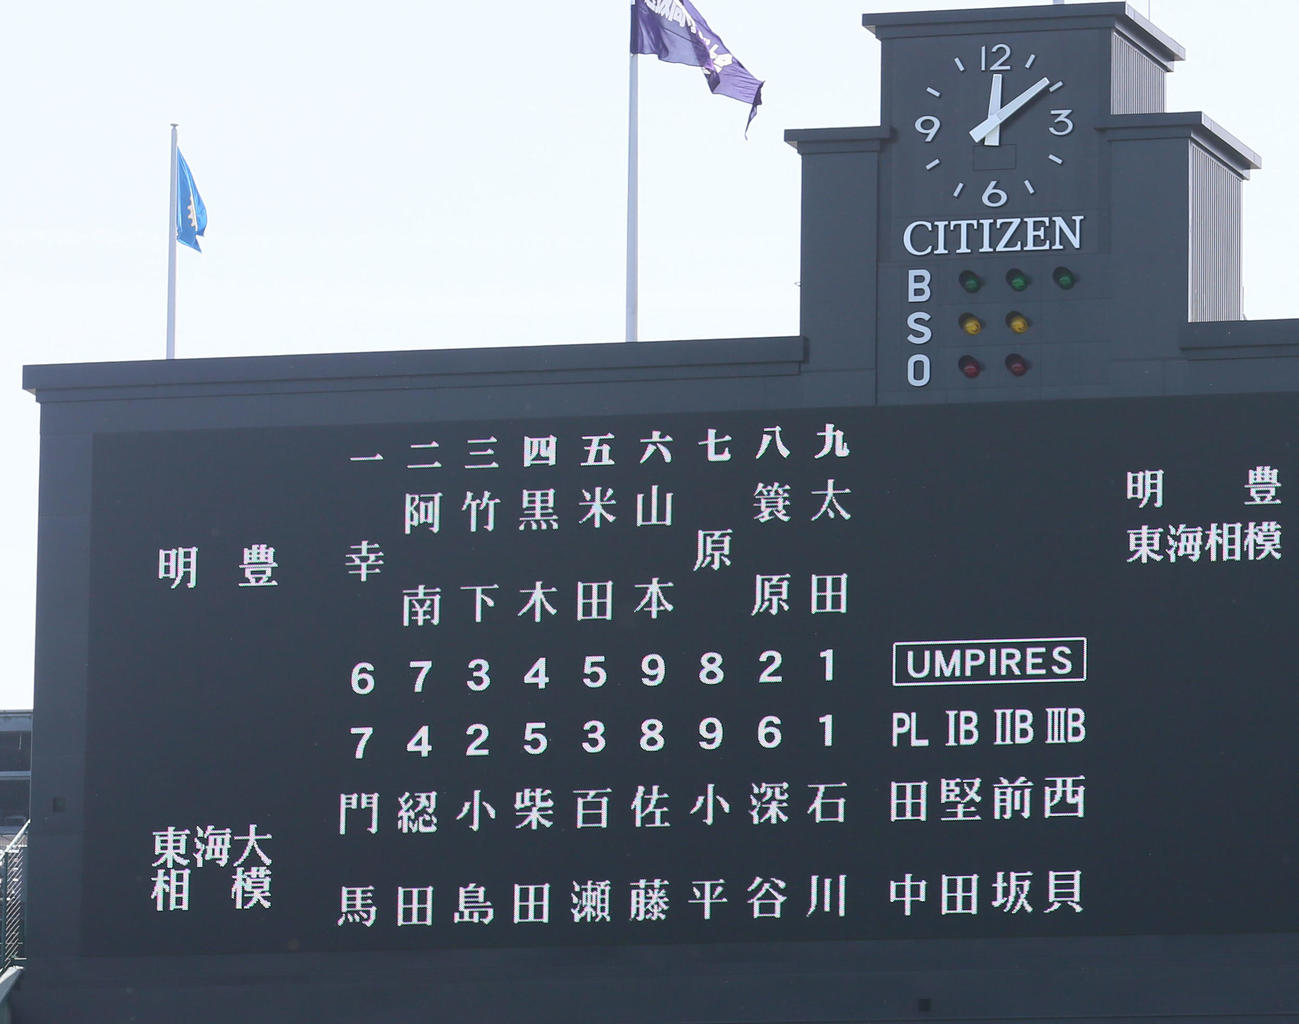 12
9 3
6
CITIZEN
B
S
O
一 二 三 四 五 六 七 八 九
明豊
幸 阿南 竹下 黒木 米田 山本 原 簑原 太田
6 7 3 4 5 9 8 2 1
7 4 2 5 3 8 9 6 1
東海大
相模
門馬 綛田 小島 柴田 百瀬 佐藤 小平 深谷 石川
明豊
東海相模
UMPIRES
PL IB IIB IIIB
田中 堅田 前坂 西貝